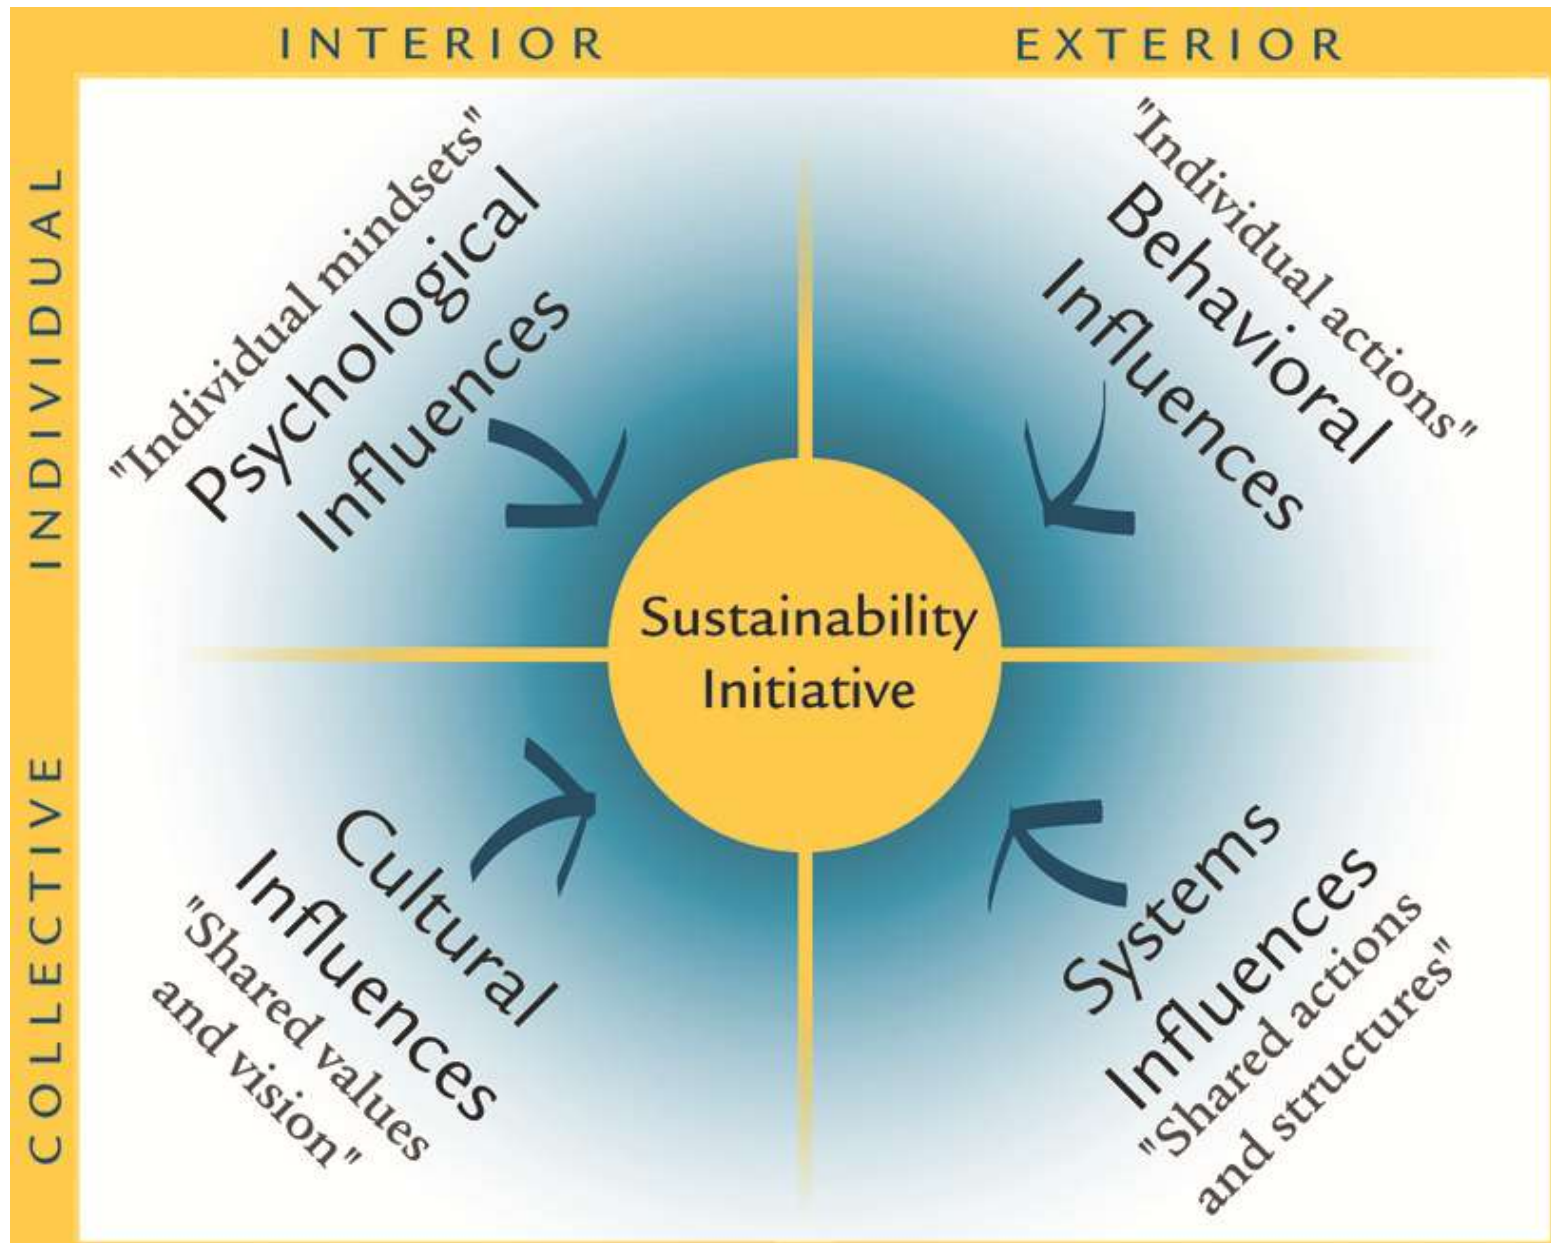 INTERIOR
EXTERIOR
INDIVIDUAL
COLLECTIVE
"Individual mindsets"
Psychological
Influences
"Individual actions"
Behavioral
Influences
Sustainability
Initiative
Cultural
Influences
"Shared values
and vision"
Systems
Influences
"Shared actions
and structures"